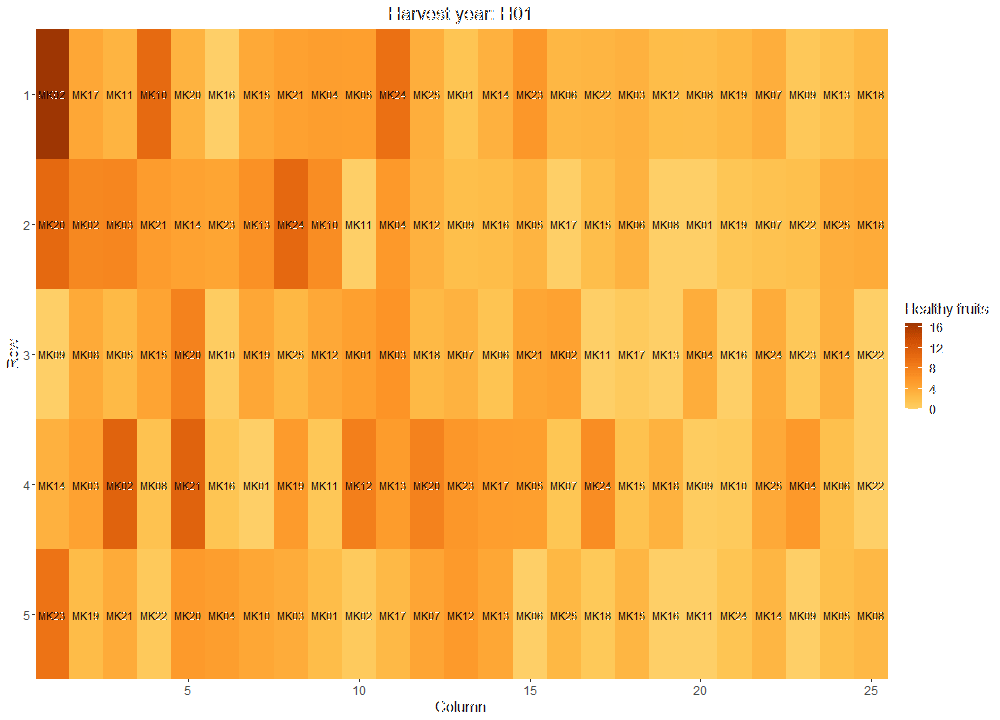 Harvest year: H01
1 MK02 MK17 MK11 MK10 MK20 MK16 MK15 MK21 MK04 MK05 MK24 MK25 MK01 MK14 MK23 MK06 MK22 MK03 MK12 MK08 MK19 MK07 MK09 MK13 MK18
2 MK20 MK02 MK03 MK21 MK14 MK23 MK13 MK24 MK10 MK11 MK04 MK12 MK09 MK16 MK05 MK17 MK15 MK06 MK08 MK01 MK19 MK07 MK22 MK25 MK18
Healthy fruits
16
12
8
4
0
Row
3 MK09 MK08 MK05 MK15 MK20 MK10 MK19 MK25 MK12 MK01 MK03 MK18 MK07 MK06 MK21 MK02 MK11 MK17 MK13 MK04 MK16 MK24 MK23 MK14 MK22
4 MK14 MK03 MK02 MK08 MK21 MK16 MK01 MK19 MK11 MK12 MK13 MK20 MK23 MK17 MK05 MK07 MK24 MK15 MK18 MK09 MK10 MK25 MK04 MK06 MK22
5 MK23 MK19 MK21 MK22 MK20 MK04 MK10 MK03 MK01 MK02 MK17 MK07 MK12 MK13 MK06 MK25 MK18 MK15 MK16 MK11 MK24 MK14 MK09 MK05 MK08
5 10 15 20 25
Column